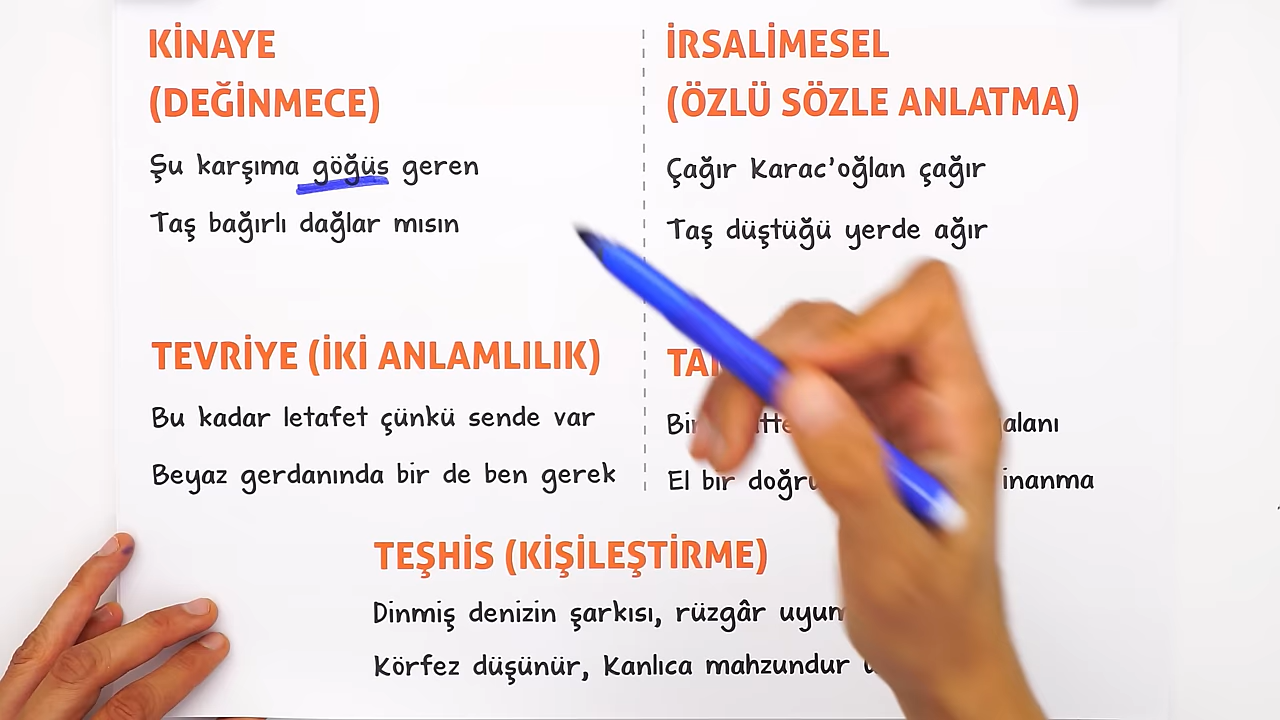 KİNAYE
(DEĞİNMECE)
Şu karşıma göğüs geren
Taş bağırlı dağlar mısın
İRSALİMESEL
(ÖZLÜ SÖZLE ANLATMA)
Çağır Karac'oğlan çağır
Taş düştüğü yerde ağır
TEVRİYE (İKİ ANLAMLILIK)
Bu kadar letafet çünkü sende var
Beyaz gerdanında bir de ben gerek
El bir inanma
TEŞHİS (KİŞİLEŞTİRME)
Dinmiş denizin şarkısı, rüzgâr
Körfez düşünür, Kanlıca mahzundur